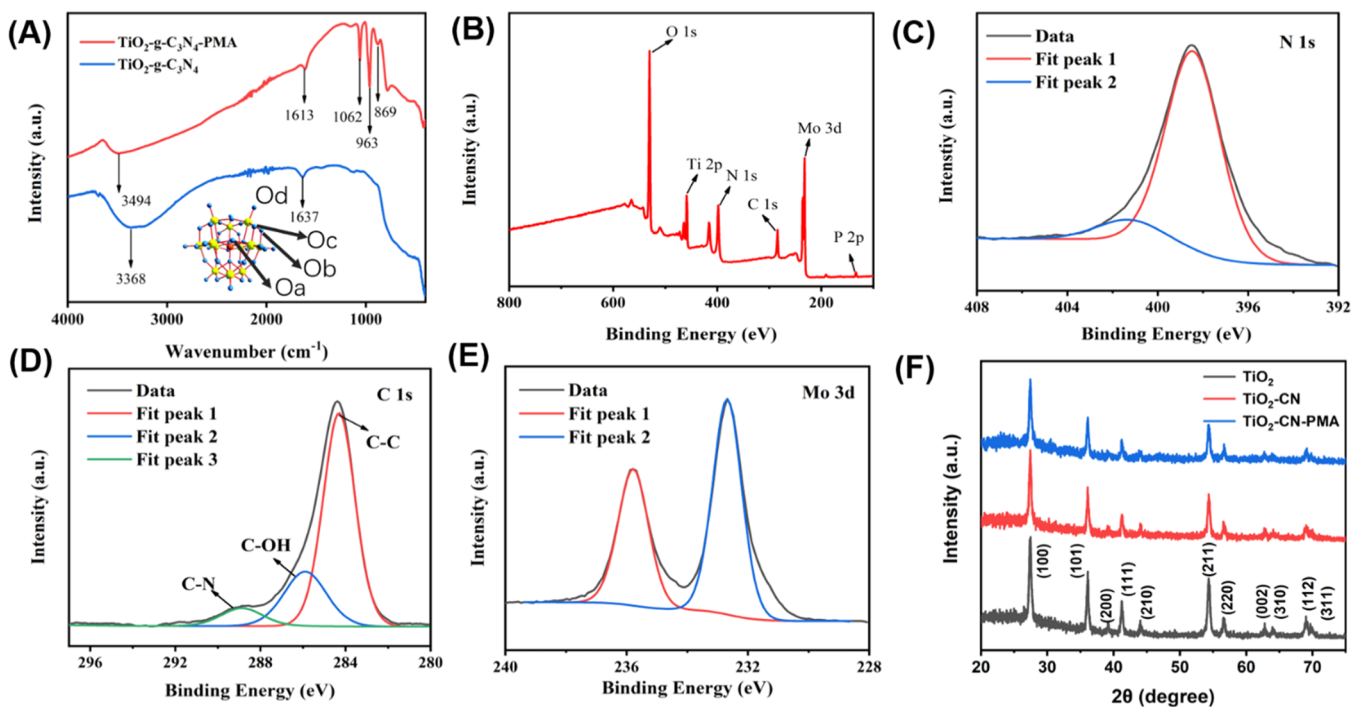 (A)
TiO2-g-C3N4-PMA
TiO2-g-C3N4
1613
1062
963
869
3494
3368
1637
Od
Oc
Ob
Oa
Intensity (a.u.)
4000
3000
2000
1000
Wavenumber (cm-1)
(B)
O 1s
Ti 2p
N 1s
C 1s
Mo 3d
P 2p
Intensity (a.u.)
800
600
400
200
Binding Energy (eV)
(C)
Data
Fit peak 1
Fit peak 2
N 1s
Intenstiy (a.u.)
408
404
400
396
392
Binding Energy (eV)
(D)
Data
Fit peak 1
Fit peak 2
Fit peak 3
C 1s
C-C
C-OH
C-N
Intensity (a.u.)
296
292
288
284
280
Binding Energy (eV)
(E)
Data
Fit peak 1
Fit peak 2
Mo 3d
Intensity (a.u.)
240
236
232
228
Binding Energy (eV)
(F)
TiO2
TiO2-CN
TiO2-CN-PMA
(100)
(101)
(200)
(111)
(210)
(211)
(220)
(002)
(310)
(112)
(311)
Intensity (a.u.)
20
30
40
50
60
70
2θ (degree)